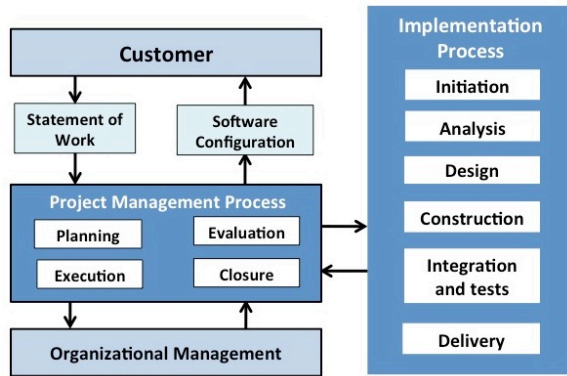 Customer
Statement of
Work
Software
Configuration
Project Management Process
Planning
Evaluation
Execution
Closure
Organizational Management
Implementation
Process
Initiation
Analysis
Design
Construction
Integration
and tests
Delivery